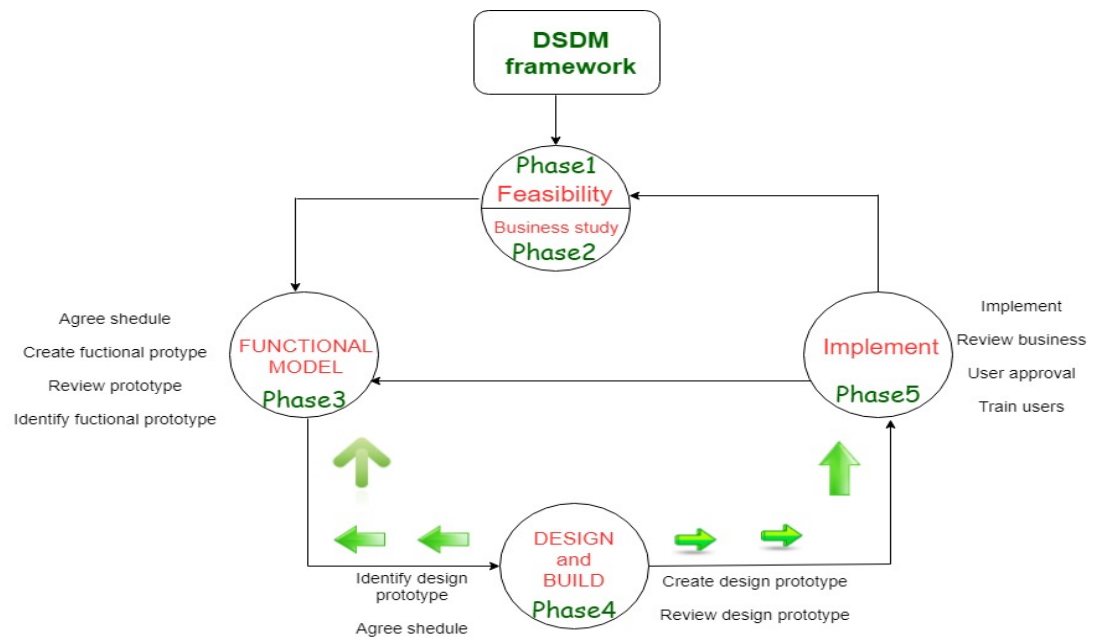 DSDM
framework
Phase1
Feasibility
Business study
Phase2
Agree shedule
Create fuctional protype
Review prototype
Identify fuctional prototype
FUNCTIONAL
MODEL
Phase3
Implement
Phase5
Implement
Review business
User approval
Train users
DESIGN
and
BUILD
Phase4
Identify design
prototype
Agree shedule
Create design prototype
Review design prototype